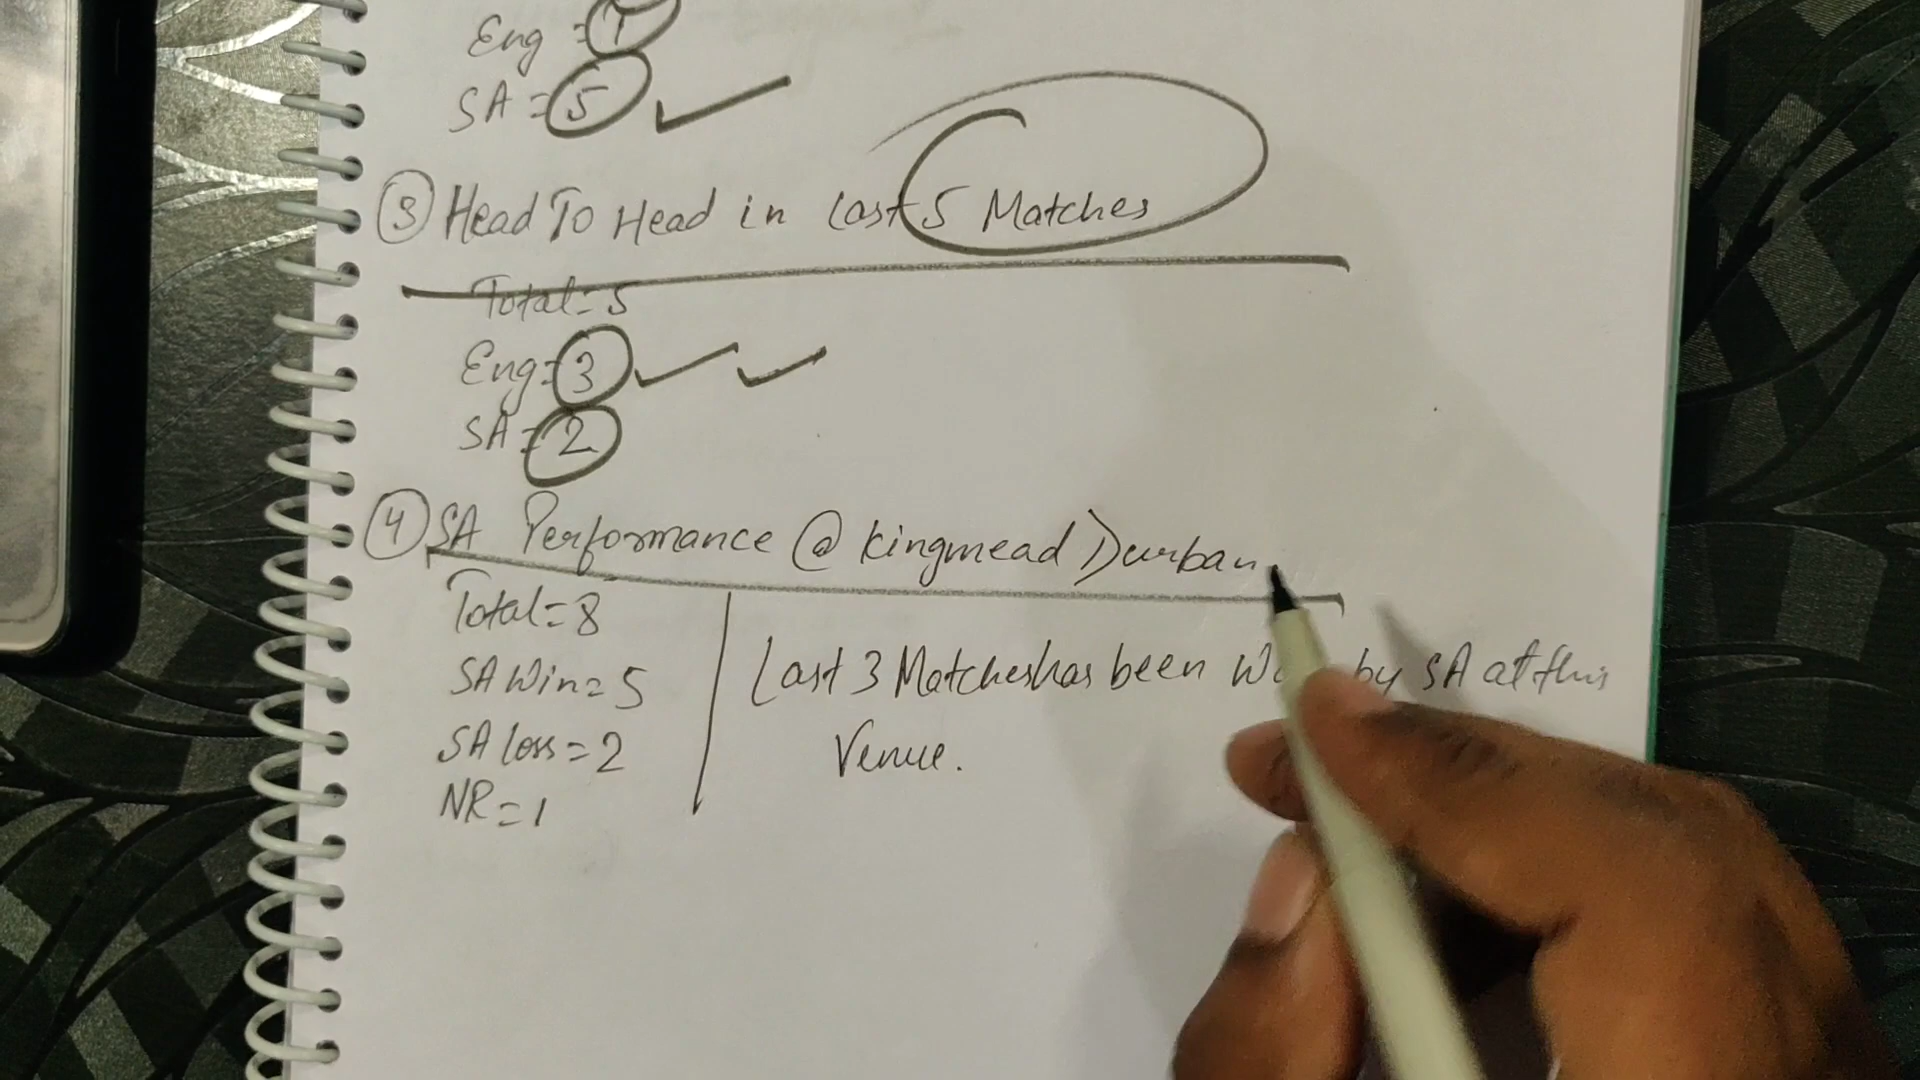 Eng =
SA = 5
③ Head To Head in Last 5 Matches
Total = 5
Eng = 3
SA = 2
④ SA Performance @ kingmead Durban
Total = 8
SA Win = 5
SA loss = 2
NR = 1
Last 3 Matches has been by SA at this
Venue.